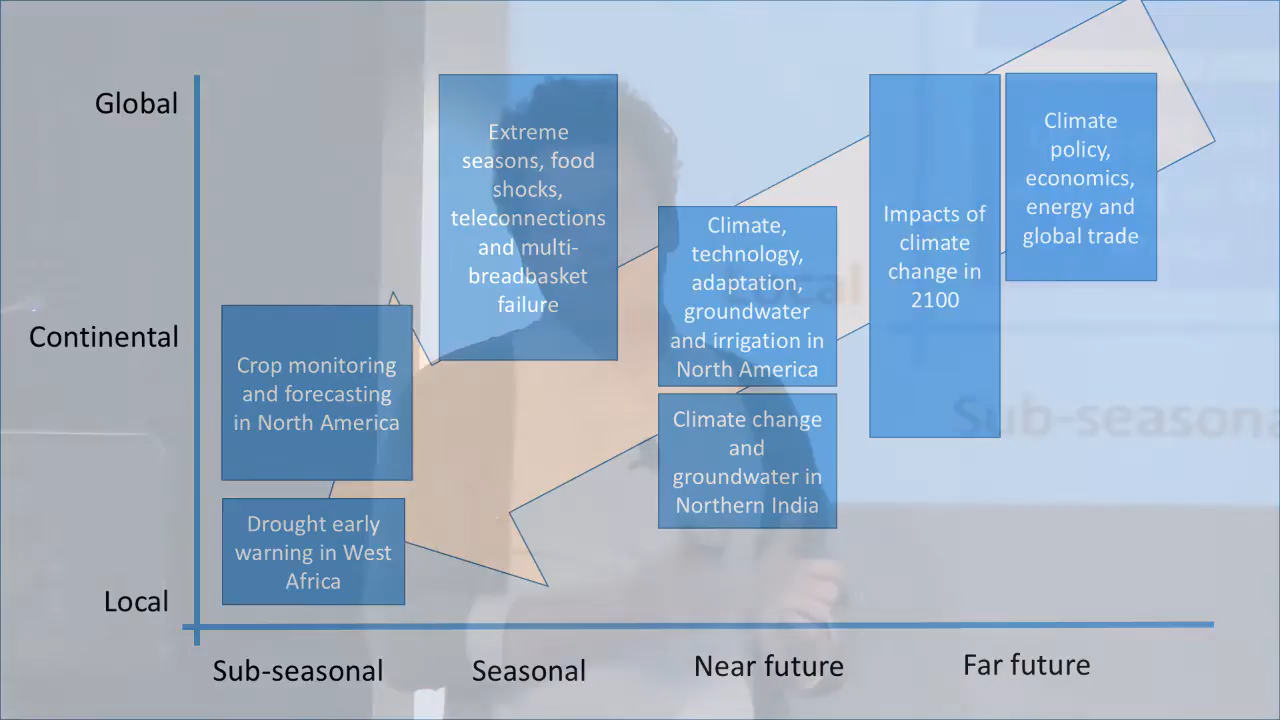 Global
Continental
Local
Extreme
seasons, food
shocks,
teleconnections
and multi-
breadbasket
failure
Climate
policy,
economics,
energy and
global trade
Impacts of
climate
change in
2100
Climate,
technology,
adaptation,
groundwater
and irrigation in
North America
Crop monitoring
and forecasting
in North America
Climate change
and
groundwater in
Northern India
Drought early
warning in West
Africa
Local
Sub-seasona
Sub-seasonal
Seasonal
Near future
Far future